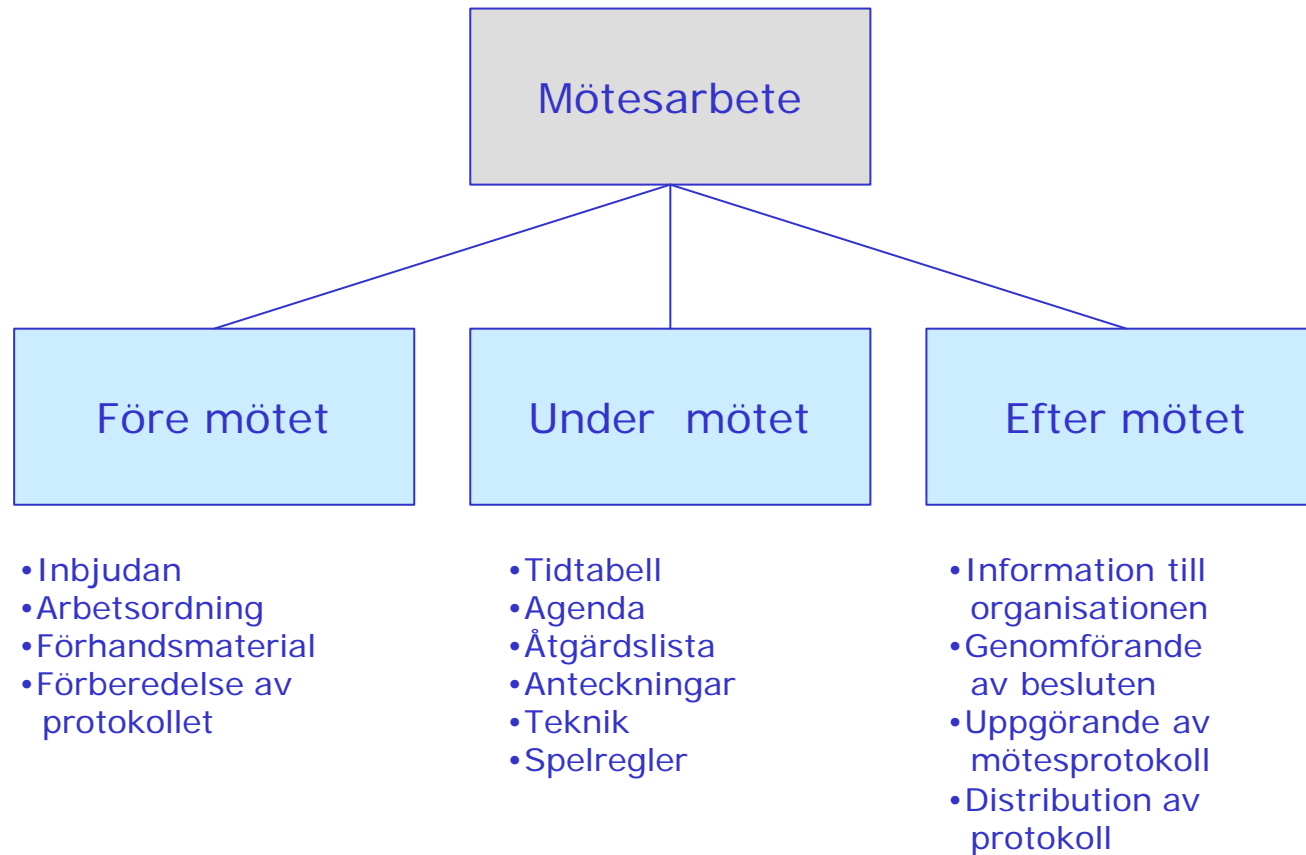 Mötesarbete
Före mötet
Under mötet
Efter mötet
•Inbjudan
•Arbetsordning
•Förhandsmaterial
•Förberedelse av
protokollet
•Tidtabell
•Agenda
•Åtgärdslista
•Anteckningar
•Teknik
•Spelregler
•Information till
organisationen
•Genomförande
av besluten
•Uppgörande av
mötesprotokoll
•Distribution av
protokoll